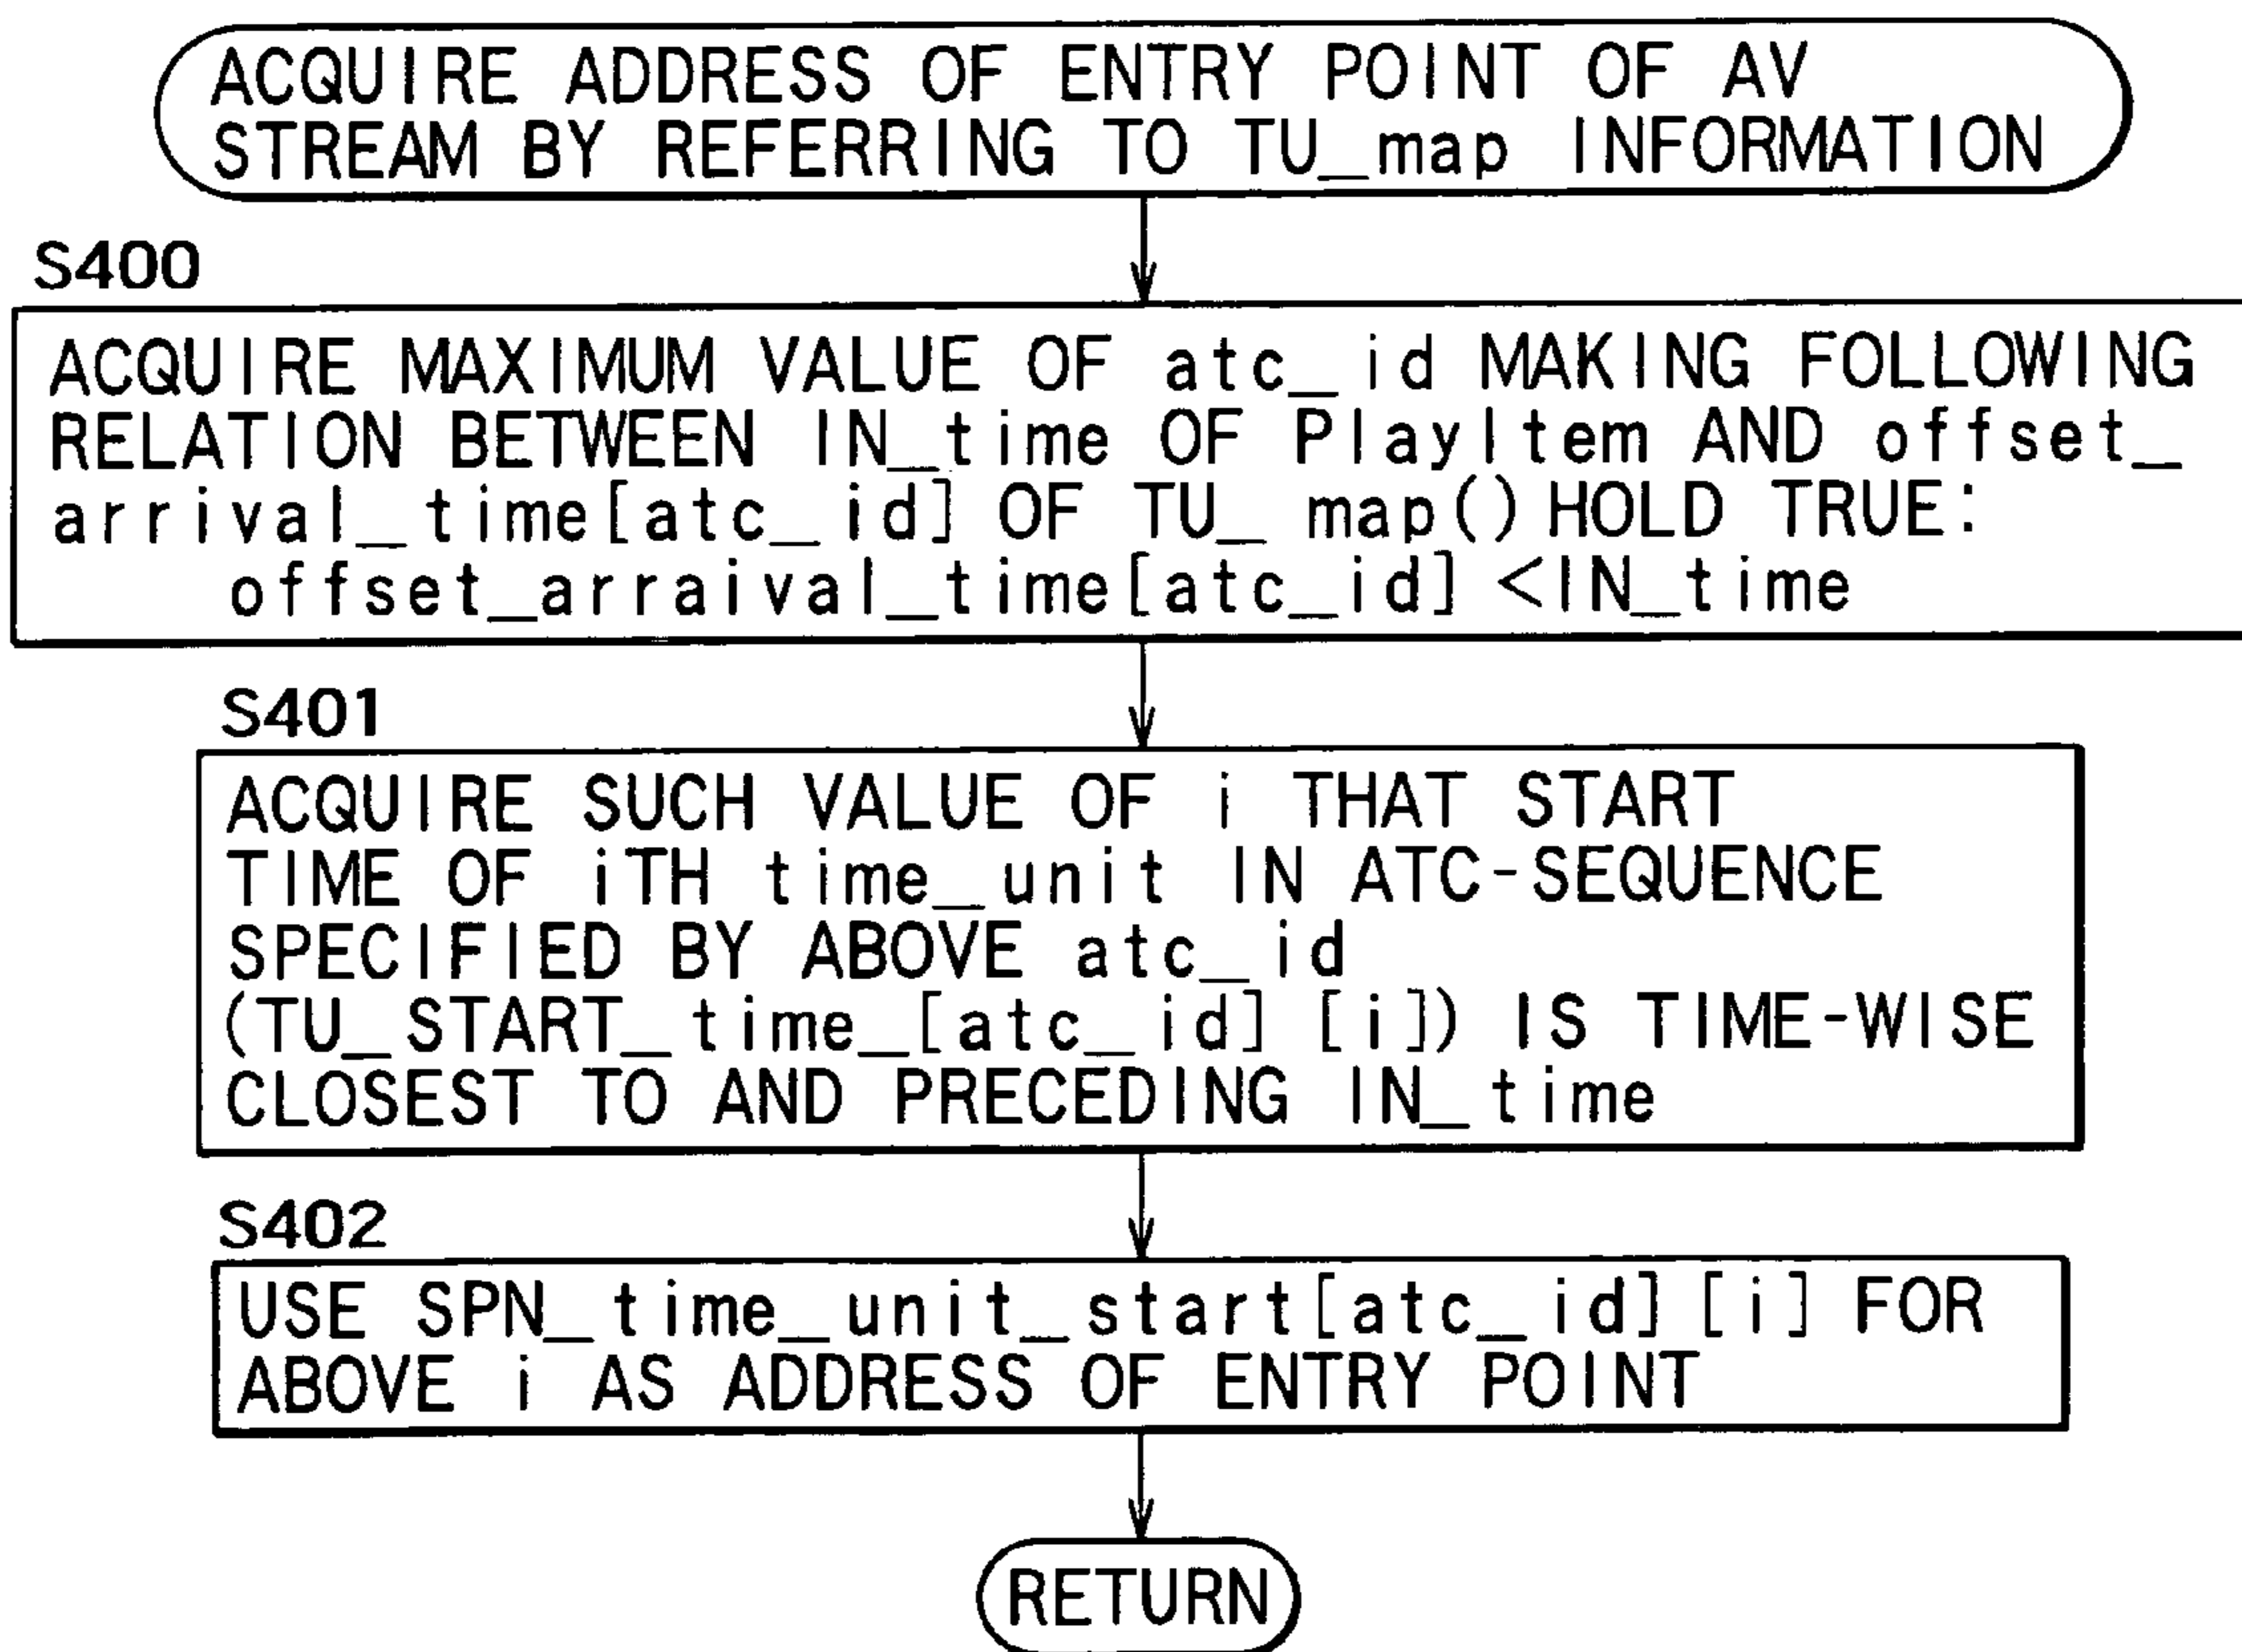 ACQUIRE ADDRESS OF ENTRY POINT OF AV
STREAM BY REFERRING TO TU_map INFORMATION
S400
ACQUIRE MAXIMUM VALUE OF atc_id MAKING FOLLOWING
RELATION BETWEEN IN_time OF PlayItem AND offset_
arrival_time[atc_id] OF TU_map() HOLD TRUE:
offset_arraival_time[atc_id] <IN_time
S401
ACQUIRE SUCH VALUE OF i THAT START
TIME OF iTH time_unit IN ATC-SEQUENCE
SPECIFIED BY ABOVE atc_id
(TU_START_time_[atc_id] [i]) IS TIME-WISE
CLOSEST TO AND PRECEDING IN_time
S402
USE SPN_time_unit_start[atc_id] [i] FOR
ABOVE i AS ADDRESS OF ENTRY POINT
RETURN